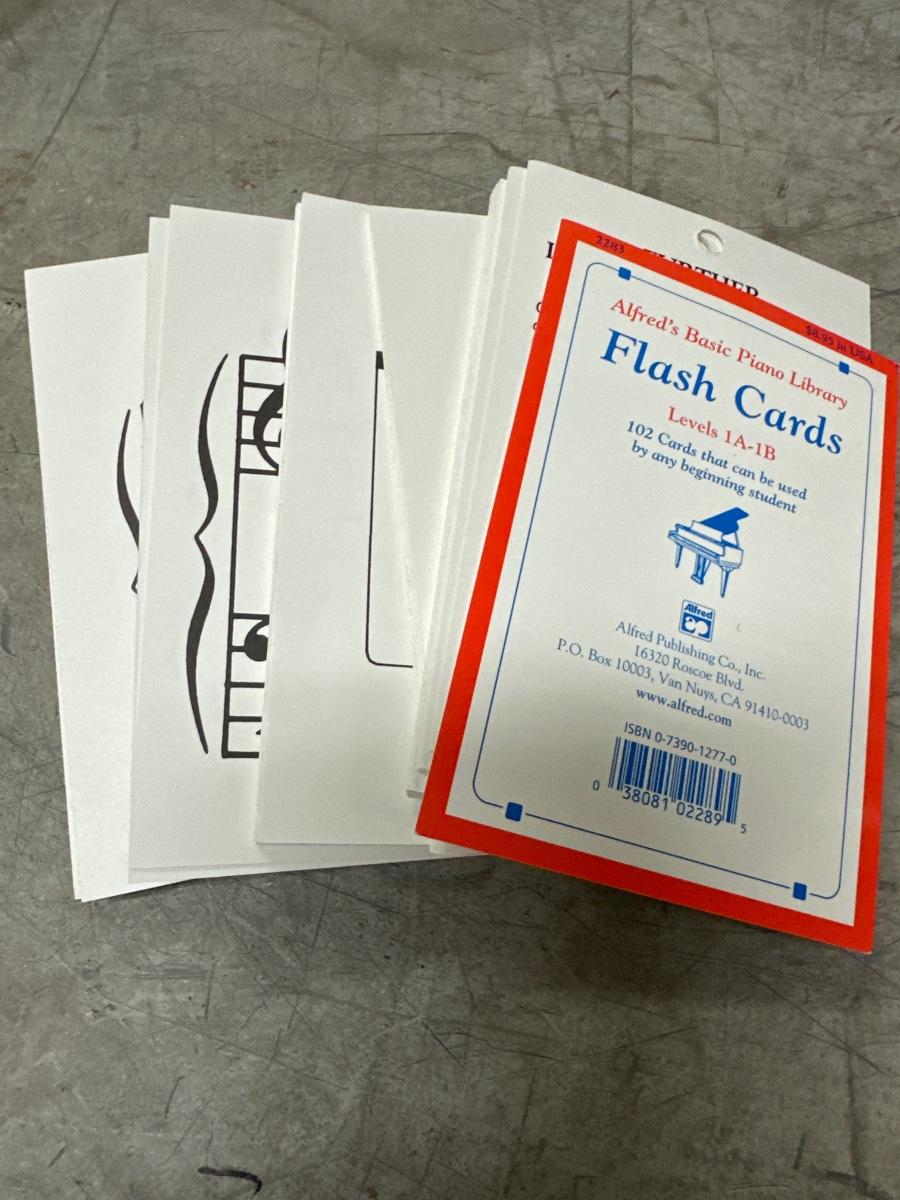 FURTHER
2283
$8.95 in USA
Alfred's Basic Piano Library
Flash Cards
Levels 1A-1B
102 Cards that can be used
by any beginning student
Alfred
Alfred Publishing Co., Inc.
16320 Roscoe Blvd.
P.O. Box 10003, Van Nuys, CA 91410-0003
www.alfred.com
ISBN 0-7390-1277-0
0 38081 02289 5